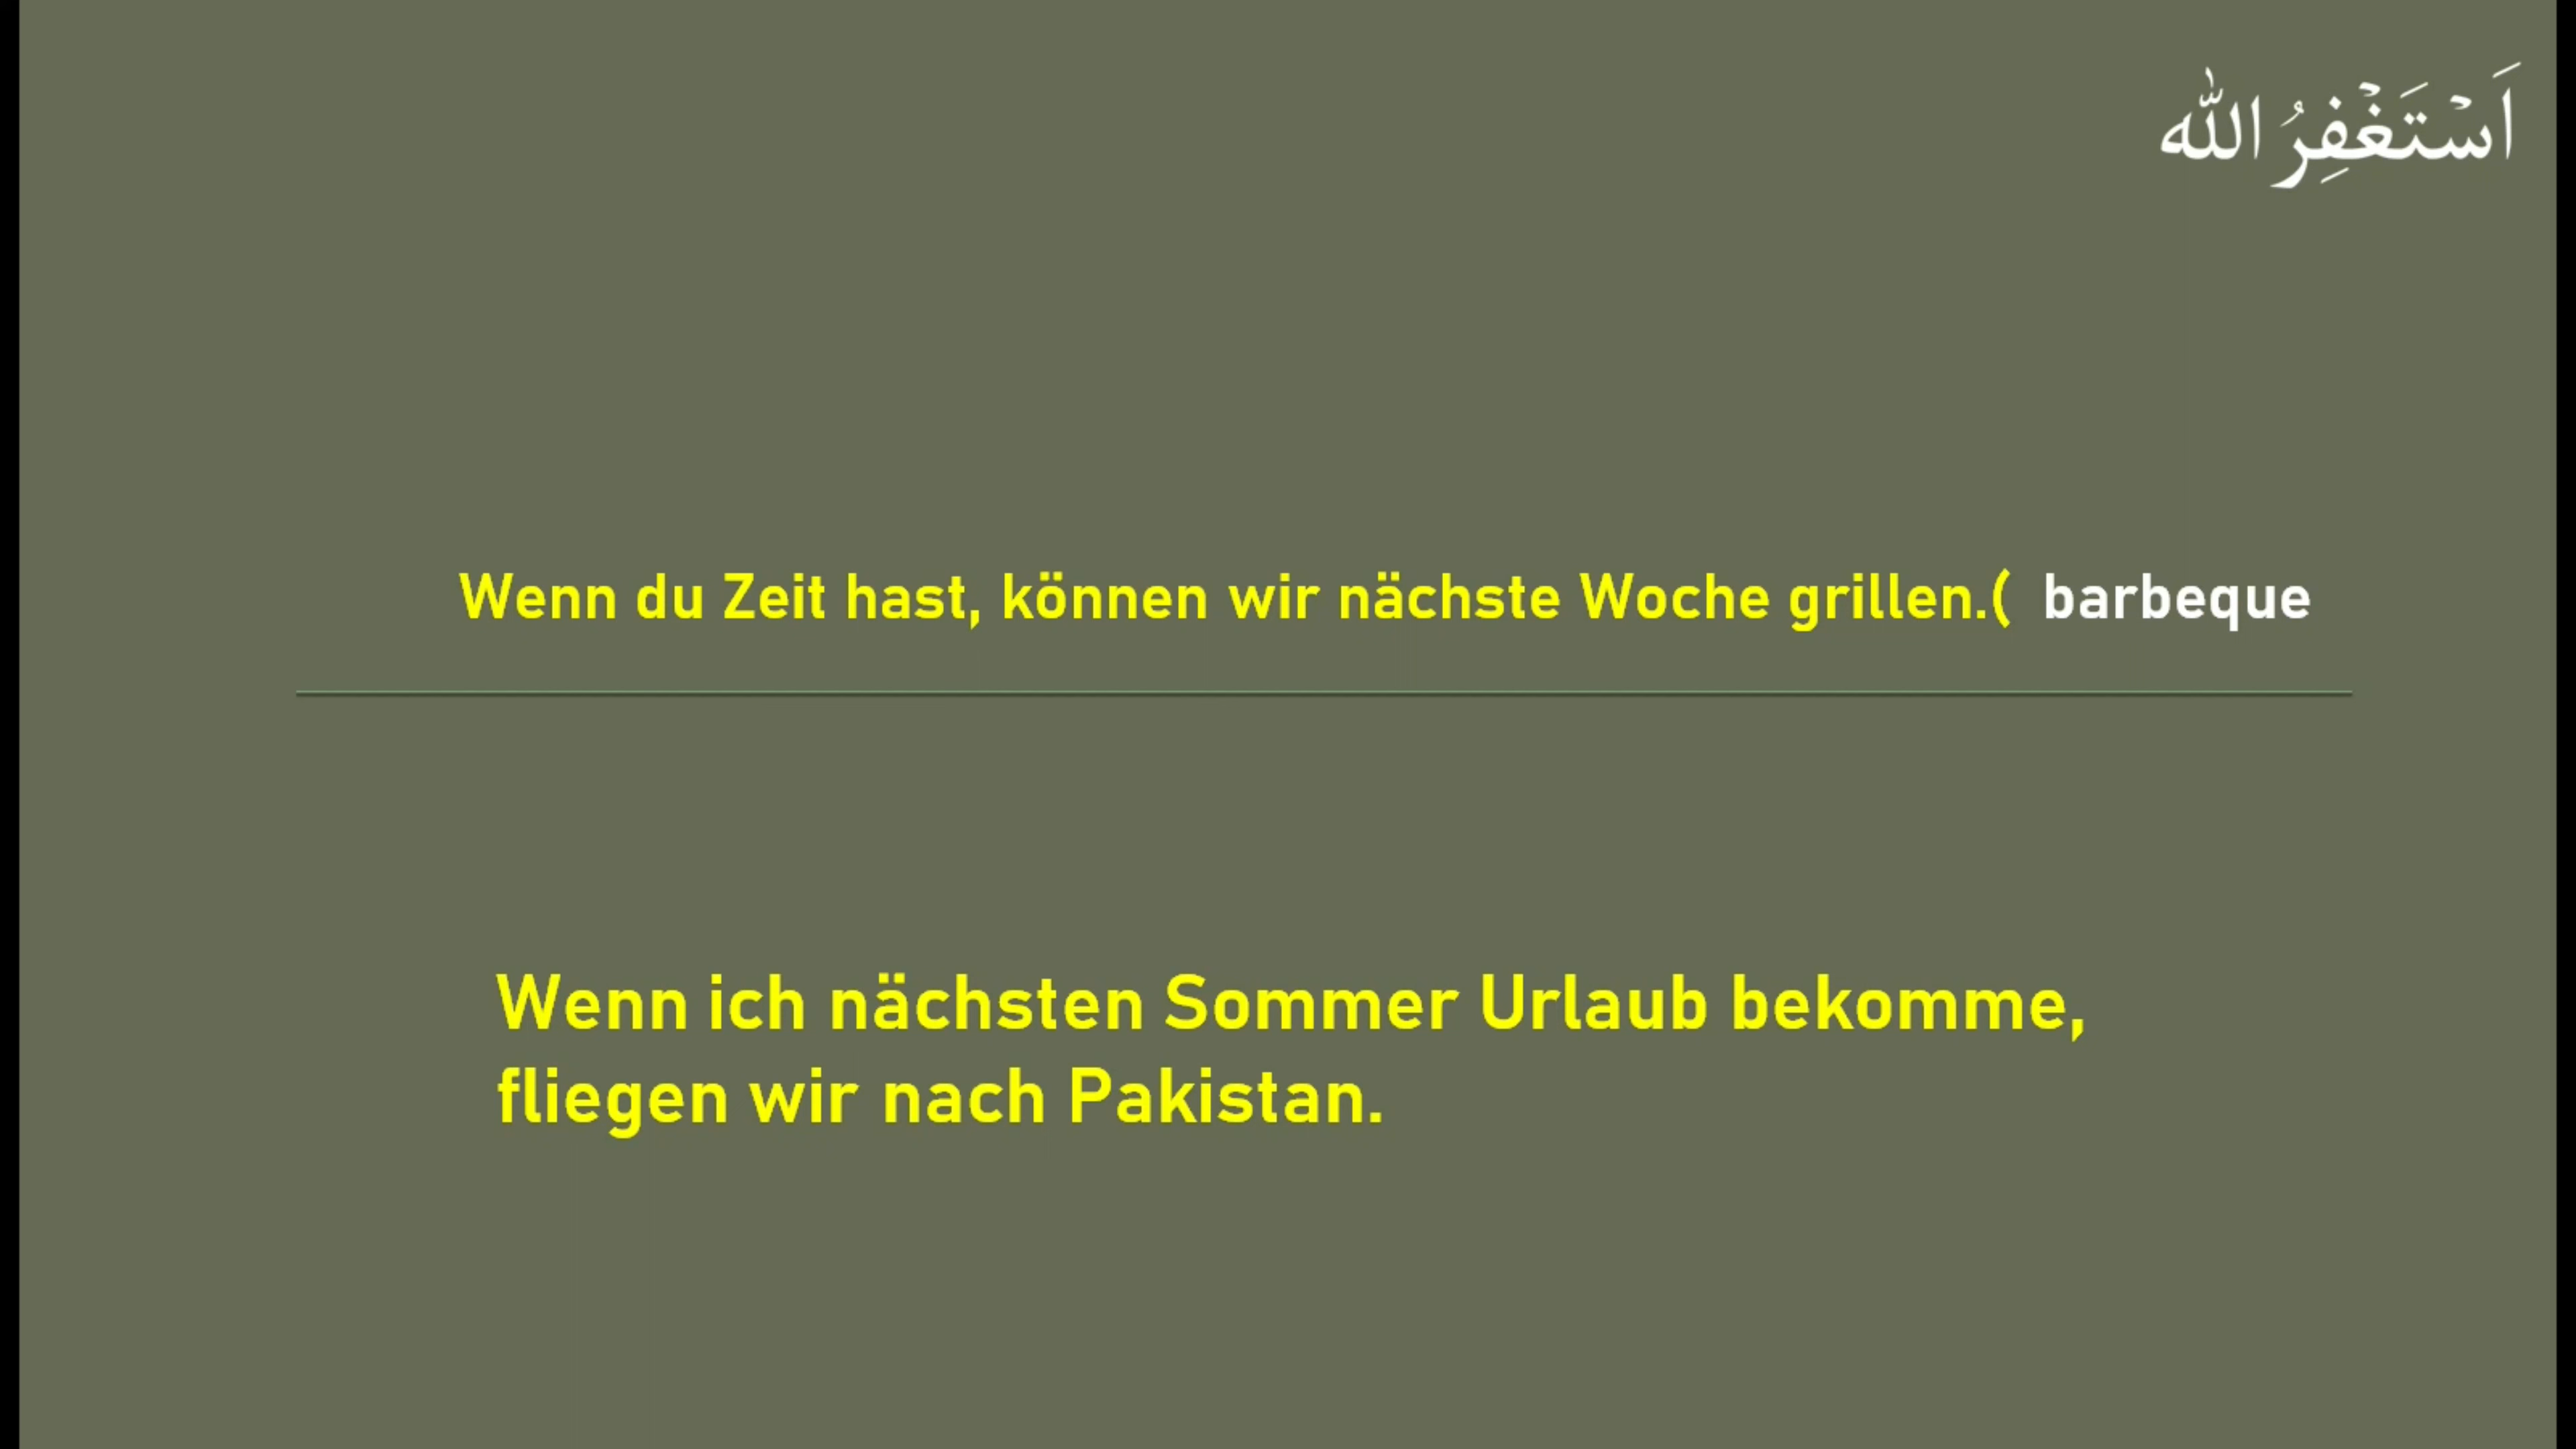 اَسۡتَغۡفِرُ اللّٰه
Wenn du Zeit hast, können wir nächste Woche grillen.( barbeque
Wenn ich nächsten Sommer Urlaub bekomme,
fliegen wir nach Pakistan.